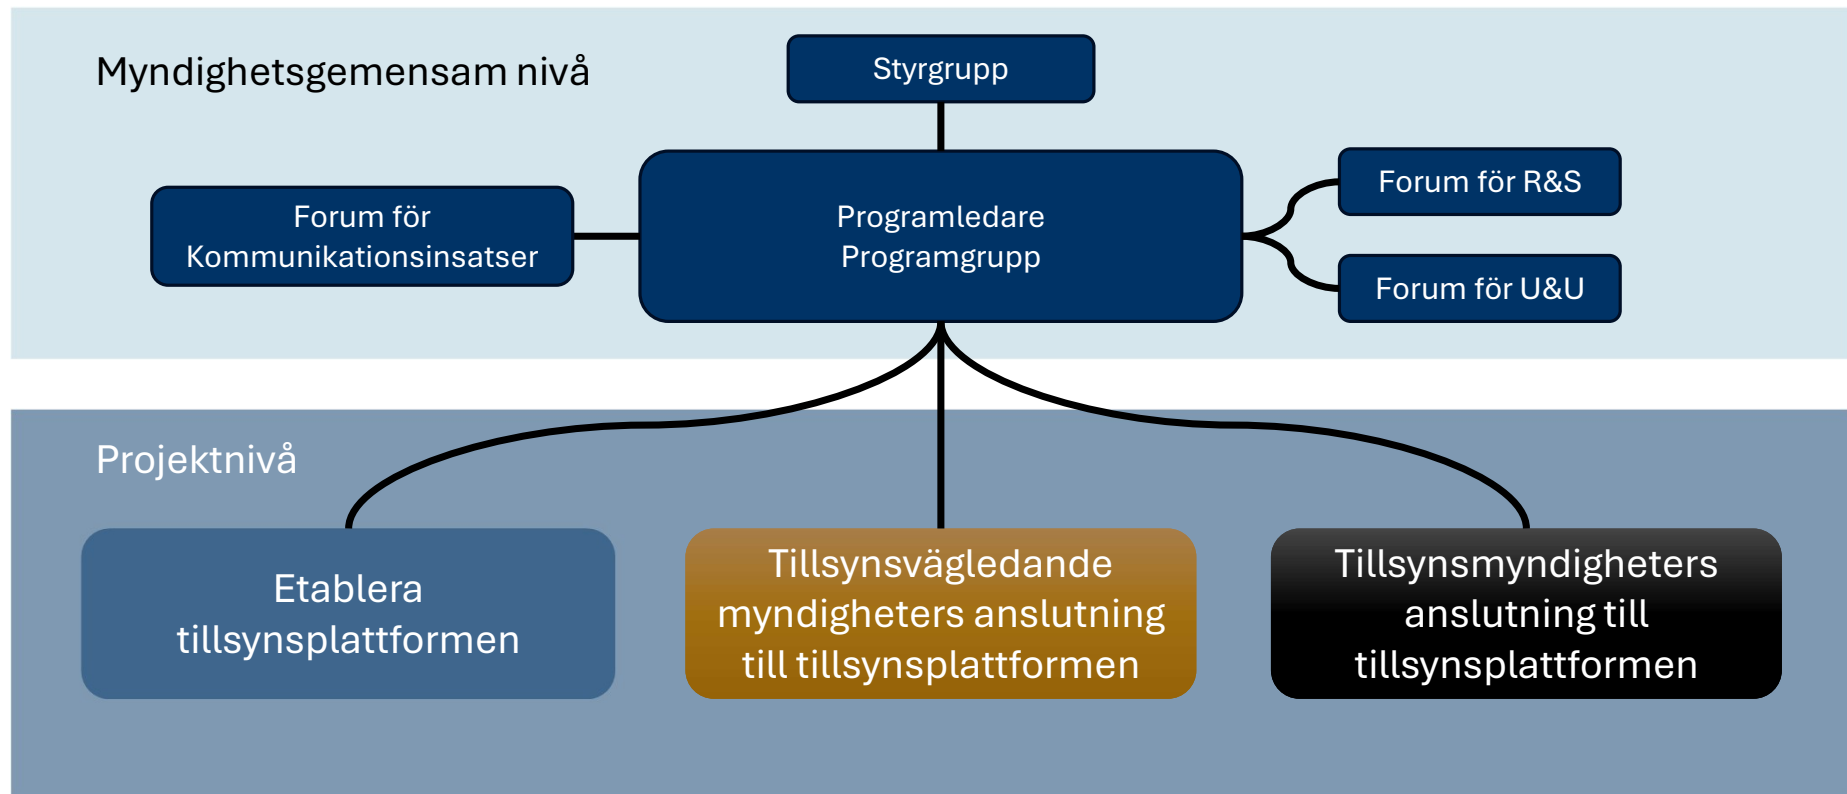 Myndighetsgemensam nivå
Styrgrupp
Forum för
Kommunikationsinsatser
Programledare
Programgrupp
Forum för R&S
Forum för U&U
Projektnivå
Etablera
tillsynsplattformen
Tillsynsvägledande
myndigheters anslutning
till tillsynsplattformen
Tillsynsmyndigheters
anslutning till
tillsynsplattformen